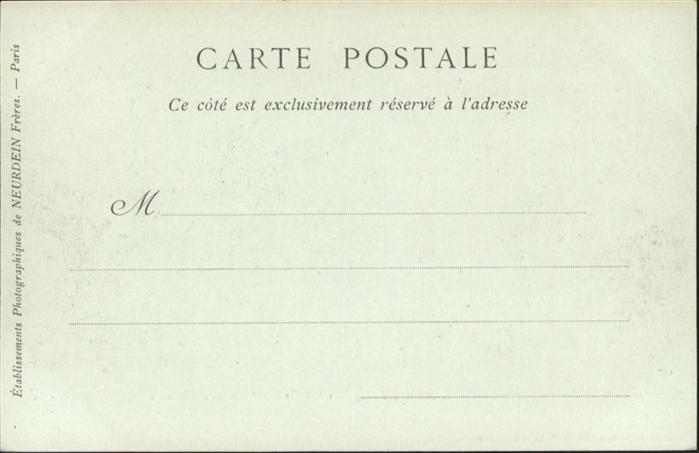 CARTE POSTALE
Ce côté est exclusivement réservé à l'adresse
M
Établissements Photographiques de NEURDEIN Frères. — Paris